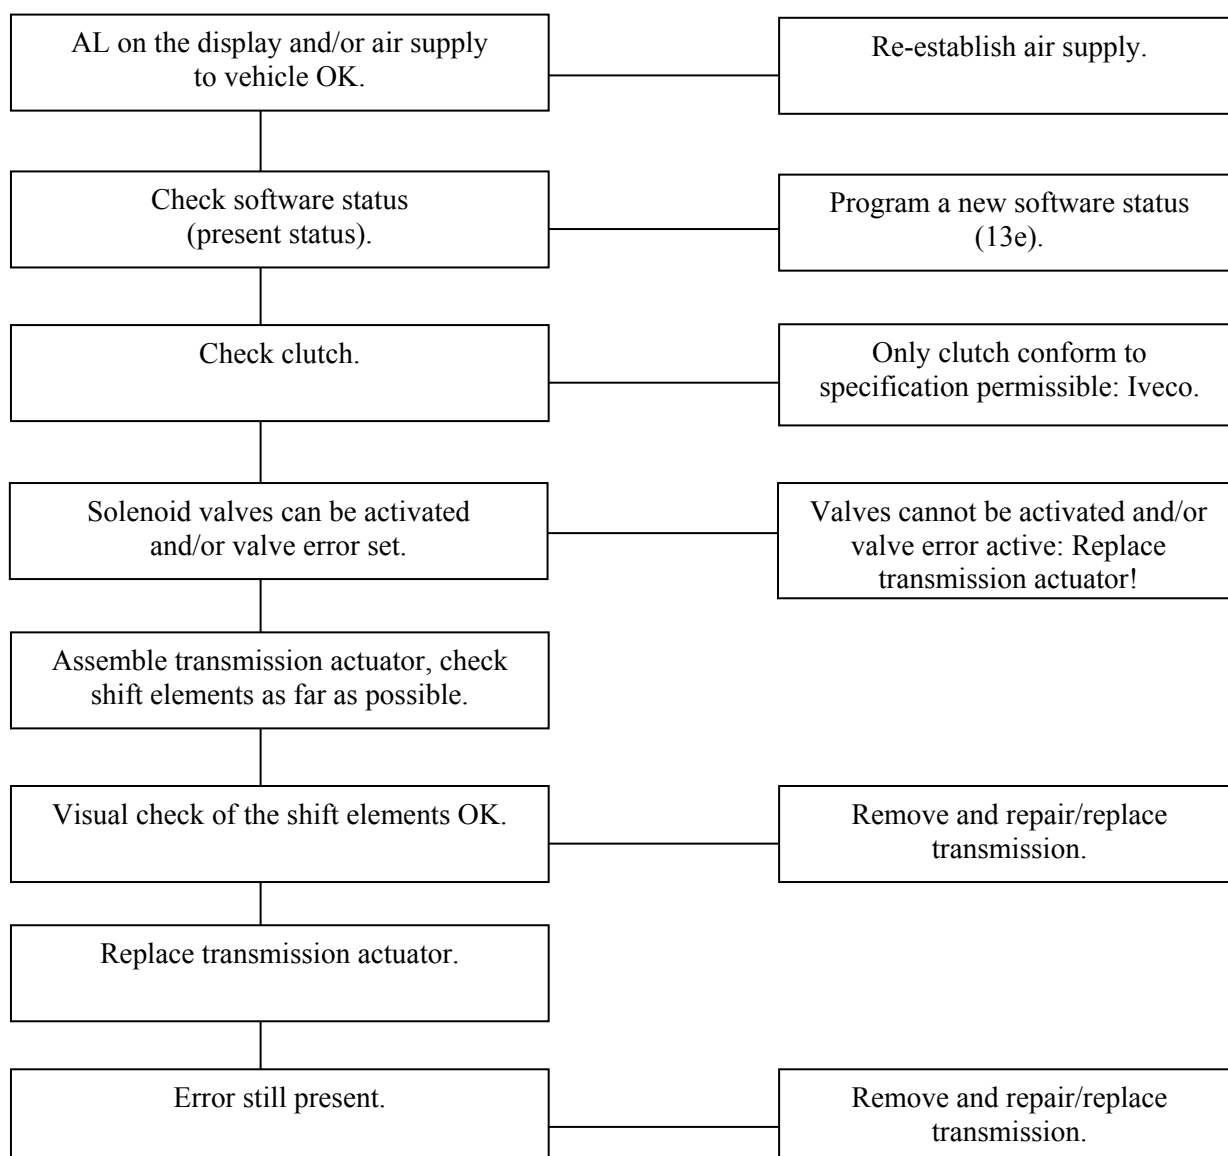 AL on the display and/or air supply
to vehicle OK.
Re-establish air supply.
Check software status
(present status).
Program a new software status
(13e).
Check clutch.
Only clutch conform to
specification permissible: Iveco.
Solenoid valves can be activated
and/or valve error set.
Valves cannot be activated and/or
valve error active: Replace
transmission actuator!
Assemble transmission actuator, check
shift elements as far as possible.
Visual check of the shift elements OK.
Remove and repair/replace
transmission.
Replace transmission actuator.
Error still present.
Remove and repair/replace
transmission.